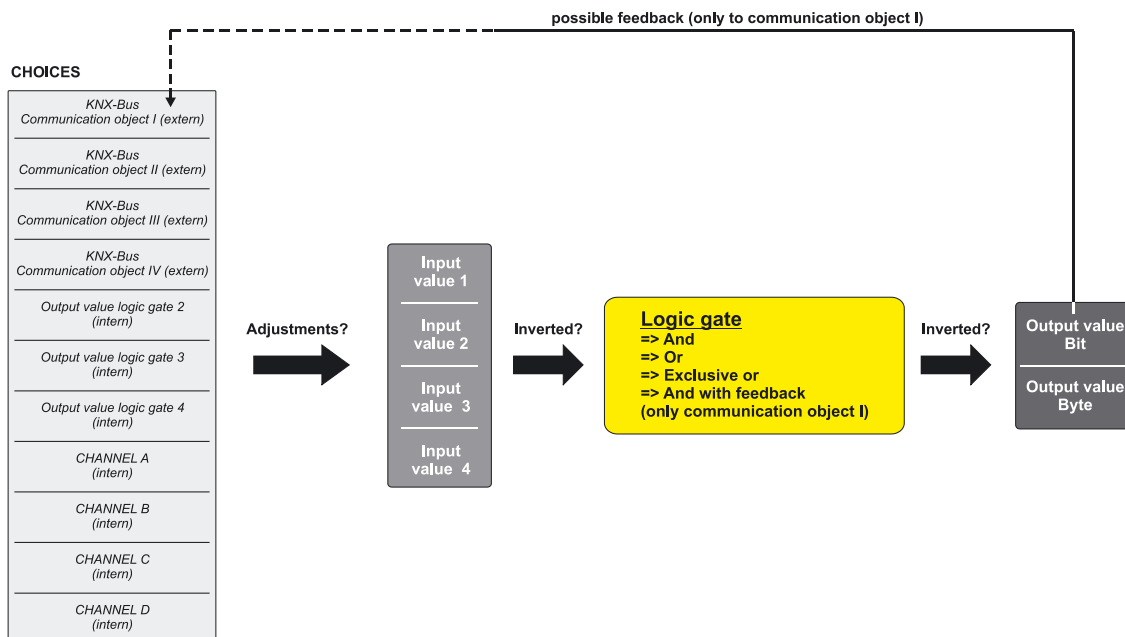 possible feedback (only to communication object I)
CHOICES
KNX-Bus
Communication object I (extern)
KNX-Bus
Communication object II (extern)
KNX-Bus
Communication object III (extern)
KNX-Bus
Communication object IV (extern)
Output value logic gate 2
(intern)
Output value logic gate 3
(intern)
Output value logic gate 4
(intern)
CHANNEL A
(intern)
CHANNEL B
(intern)
CHANNEL C
(intern)
CHANNEL D
(intern)
Adjustments?
Input
value 1
Input
value 2
Input
value 3
Input
value 4
Inverted?
Logic gate
=> And
=> Or
=> Exclusive or
=> And with feedback
(only communication object I)
Inverted?
Output value
Bit
Output value
Byte